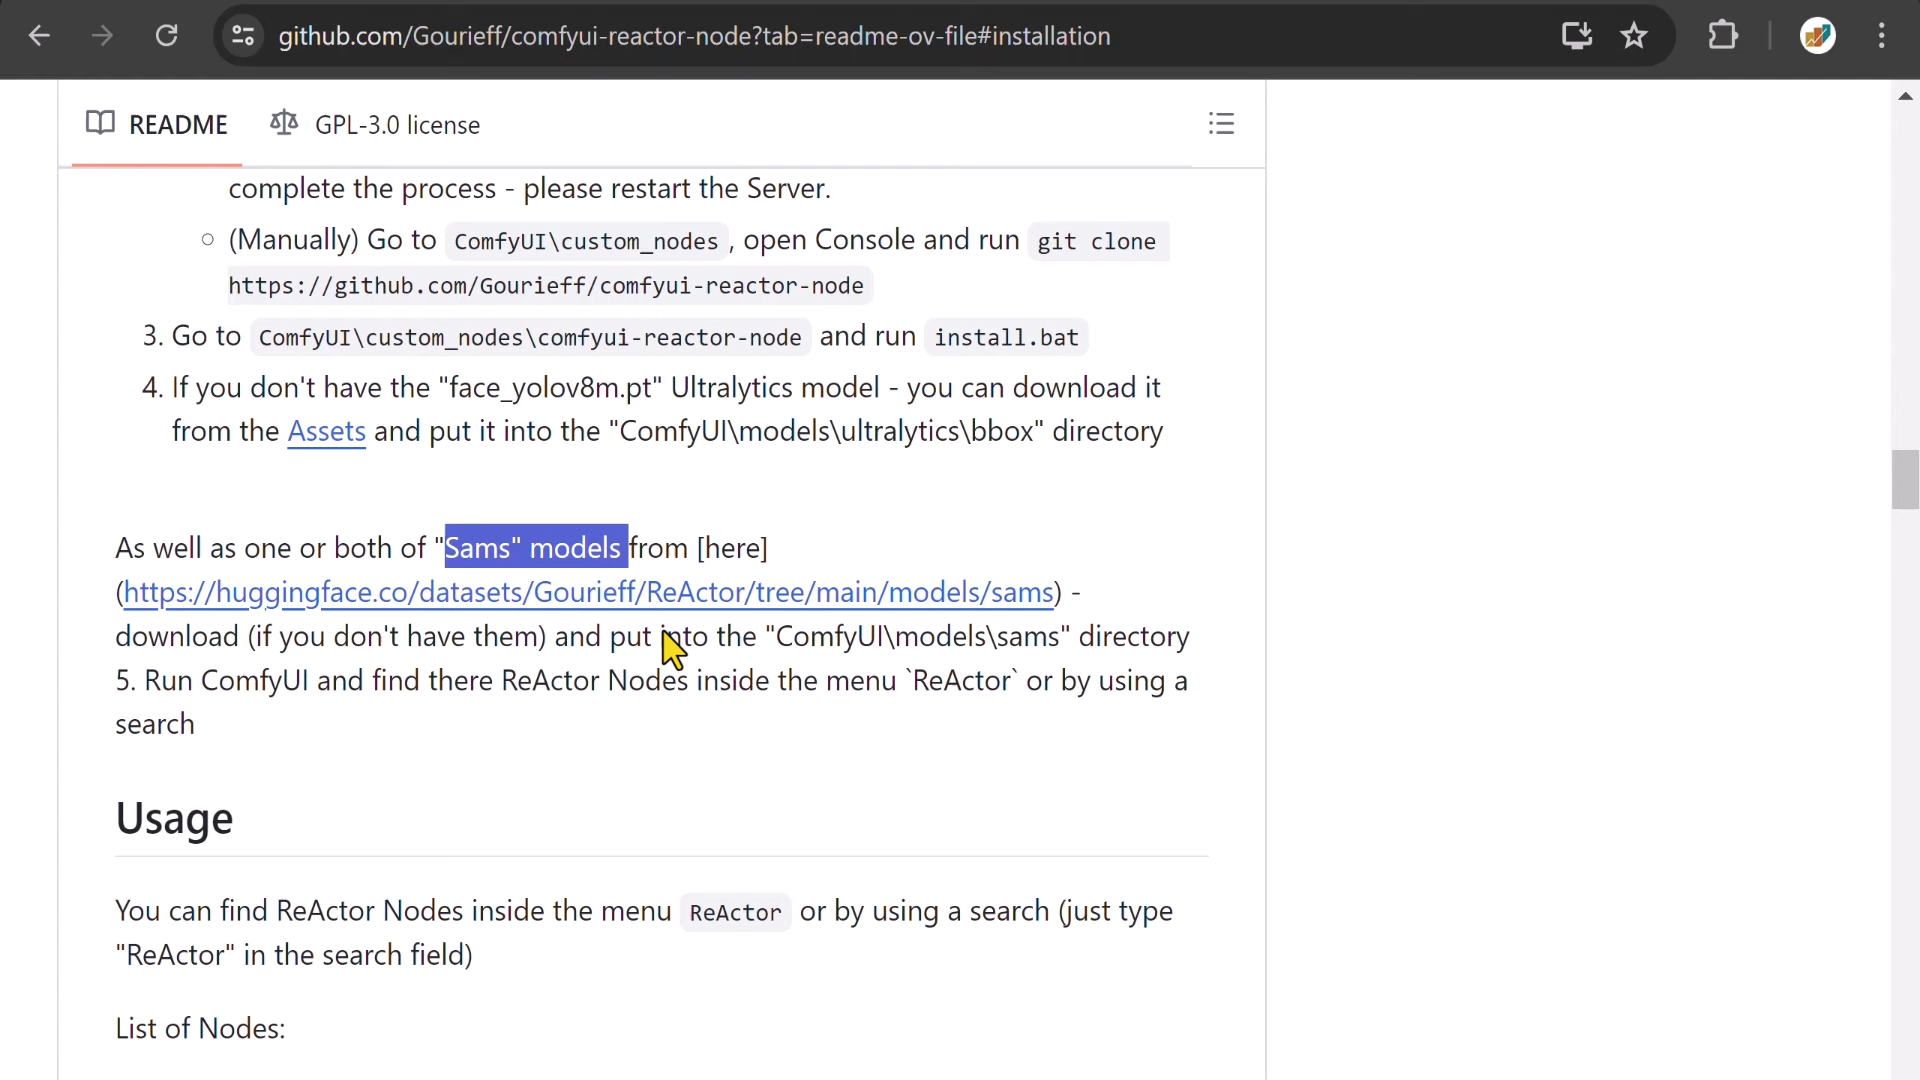 github.com/Gourieff/comfyui-reactor-node?tab=readme-ov-file#installation
README GPL-3.0 license
complete the process - please restart the Server.
(Manually) Go to ComfyUI\custom_nodes , open Console and run git clone
https://github.com/Gourieff/comfyui-reactor-node
3. Go to ComfyUI\custom_nodes\comfyui-reactor-node and run install.bat
4. If you don't have the "face_yolov8m.pt" Ultralytics model - you can download it
from the Assets and put it into the "ComfyUI\models\ultralytics\bbox" directory
As well as one or both of "Sams" models from [here]
(https://huggingface.co/datasets/Gourieff/ReActor/tree/main/models/sams) -
download (if you don't have them) and put into the "ComfyUI\models\sams" directory
5. Run ComfyUI and find there ReActor Nodes inside the menu `ReActor` or by using a
search
Usage
You can find ReActor Nodes inside the menu ReActor or by using a search (just type
"ReActor" in the search field)
List of Nodes: